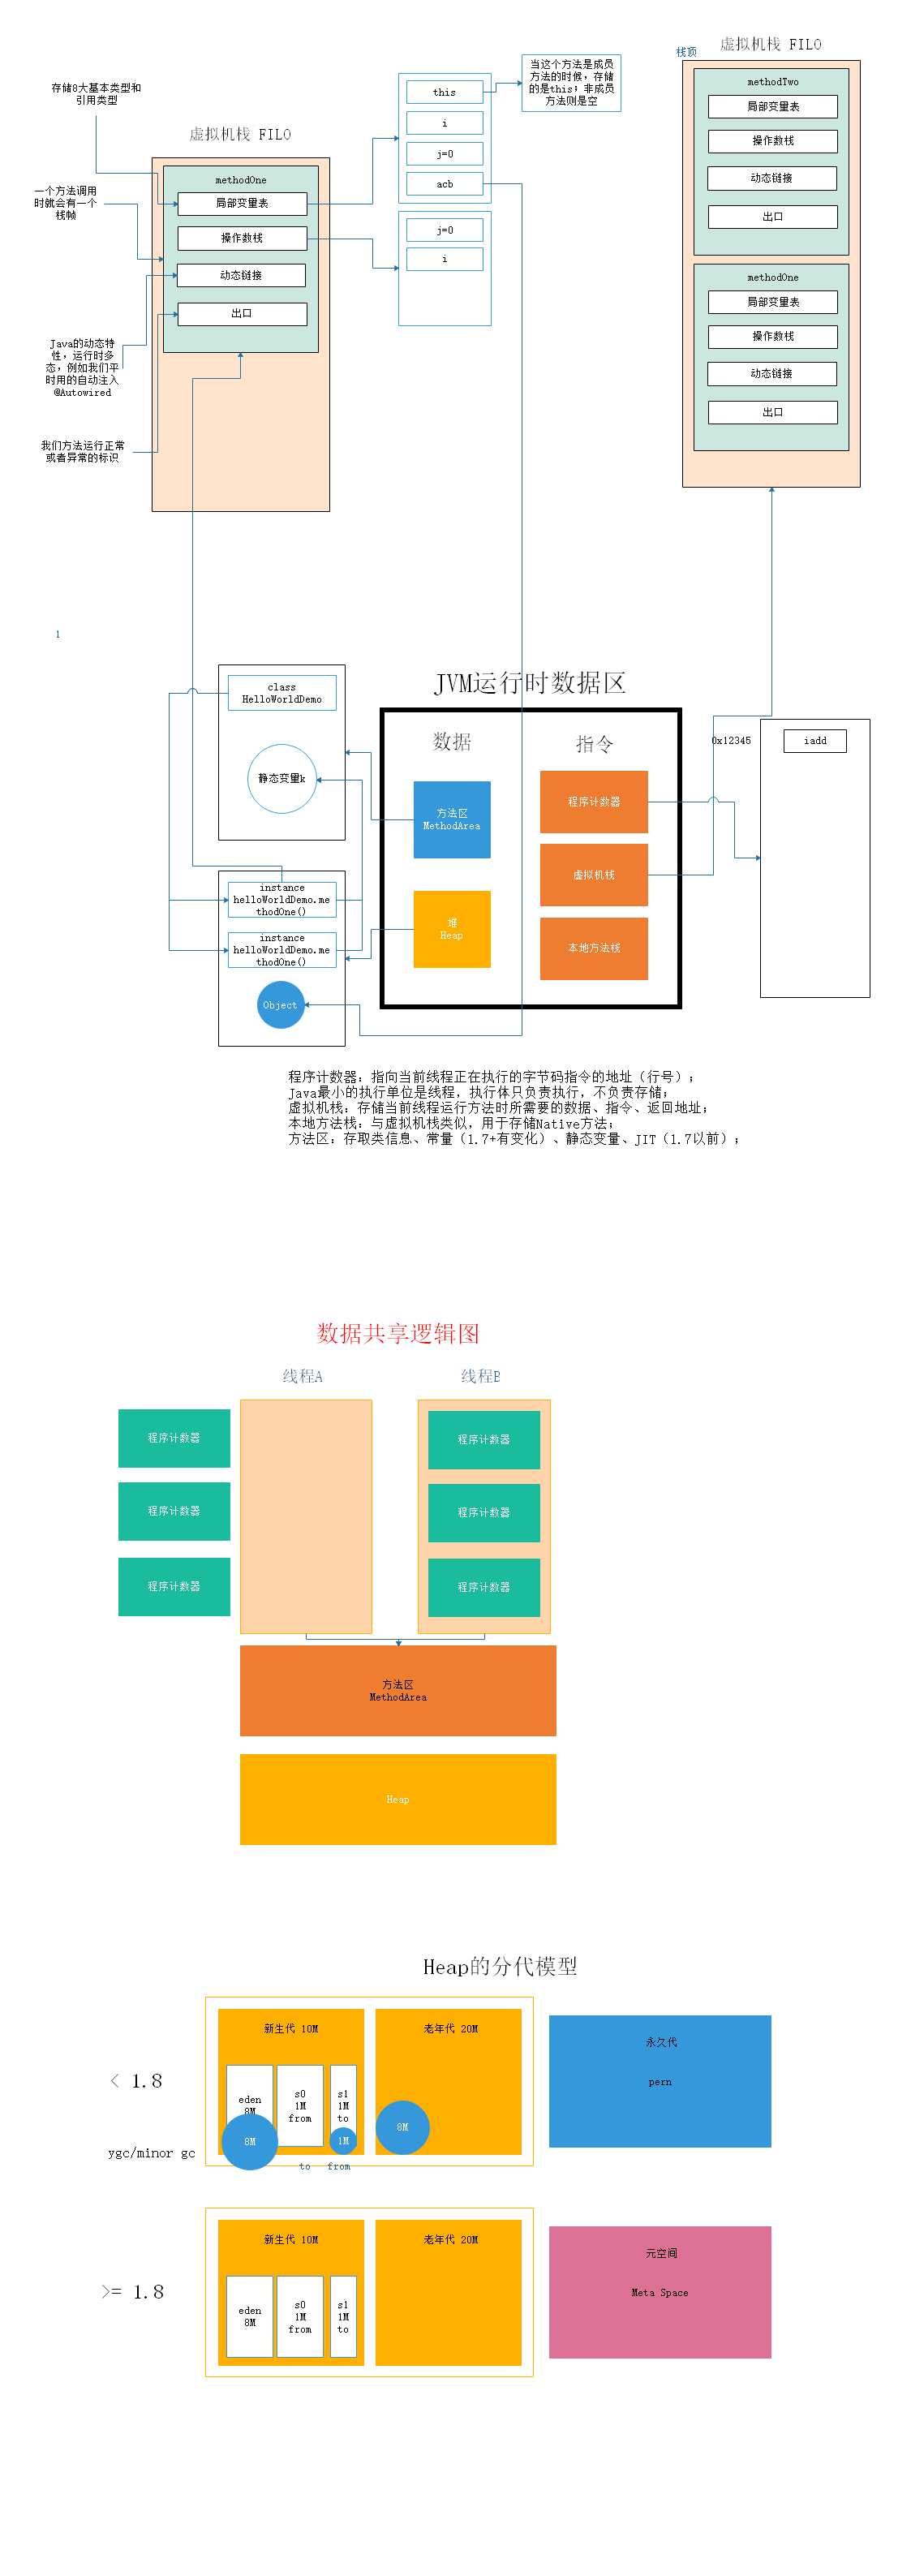 虚拟机栈 FILO
栈顶
methodTwo
局部变量表
操作数栈
动态链接
出口
methodOne
局部变量表
操作数栈
动态链接
出口
当这个方法是成员
方法的时候，存储
的是this；非成员
方法则是空
this
i
j=0
acb
j=0
i
存储8大基本类型和
引用类型
虚拟机栈 FILO
methodOne
局部变量表
操作数栈
动态链接
出口
一个方法调用
时就会有一个
栈帧
Java的动态特
性，运行时多
态，例如我们平
时用的自动注入
@Autowired
我们方法运行正常
或者异常的标识
1
class
HelloWorldDemo
静态变量k
instance
helloWorldDemo.me
thodOne()
instance
helloWorldDemo.me
thodOne()
Object
JVM运行时数据区
数据
指令
方法区
MethodArea
堆
Heap
程序计数器
虚拟机栈
本地方法栈
0x12345
iadd
程序计数器：指向当前线程正在执行的字节码指令的地址（行号）；
Java最小的执行单位是线程，执行体只负责执行，不负责存储；
虚拟机栈：存储当前线程运行方法时所需要的数据、指令、返回地址；
本地方法栈：与虚拟机栈类似，用于存储Native方法；
方法区：存取类信息、常量（1.7+有变化）、静态变量、JIT（1.7以前）；
数据共享逻辑图
线程A
线程B
程序计数器
程序计数器
程序计数器
程序计数器
程序计数器
程序计数器
方法区
MethodArea
Heap
Heap的分代模型
< 1.8
ygc/minor gc
新生代 10M
eden
8M
8M
s0
1M
from
s1
1M
to
1M
to
from
老年代 20M
8M
永久代
pern
>= 1.8
新生代 10M
eden
8M
s0
1M
from
s1
1M
to
老年代 20M
元空间
Meta Space